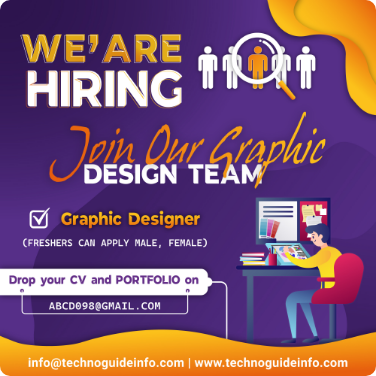 WE'ARE
HIRING
Join Our Graphic
DESIGN TEAM
Graphic Designer
(FRESHERS CAN APPLY MALE, FEMALE)
Drop your CV and PORTFOLIO on
ABCD098@GMAIL.COM
info@technoguideinfo.com | www.technoguideinfo.com